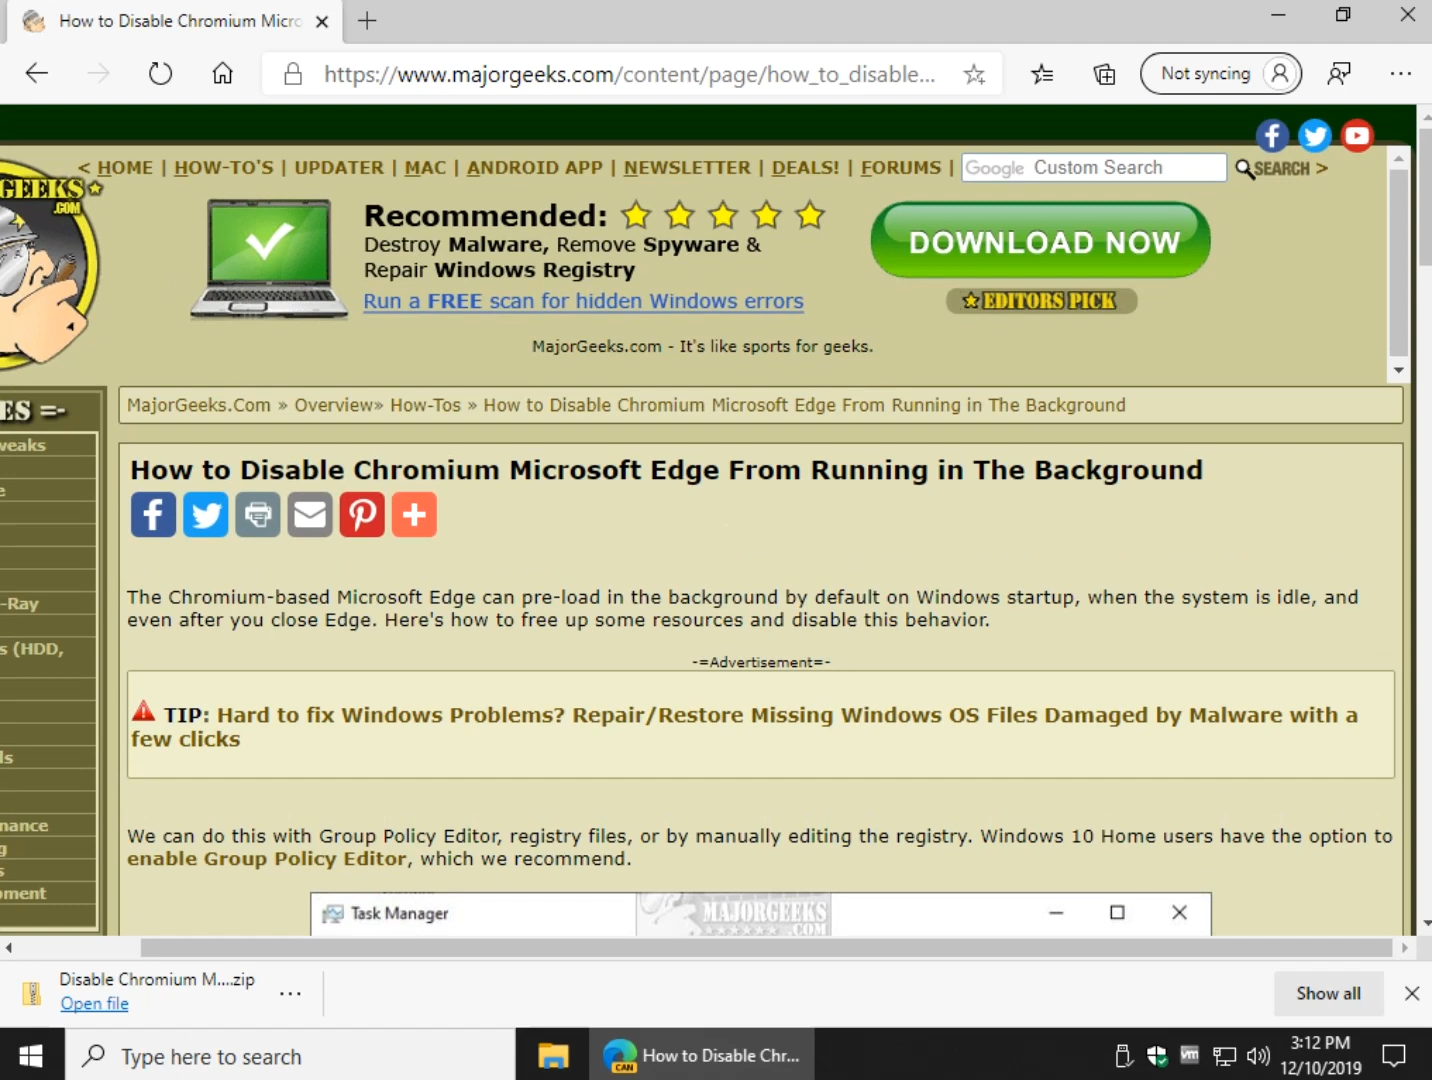 How to Disable Chromium Micro
https://www.majorgeeks.com/content/page/how_to_disable...
Not syncing
< HOME | HOW-TO'S | UPDATER | MAC | ANDROID APP | NEWSLETTER | DEALS! | FORUMS |
Google Custom Search
SEARCH >
GEEKS
.COM
Recommended:
Destroy Malware, Remove Spyware &
Repair Windows Registry
Run a FREE scan for hidden Windows errors
DOWNLOAD NOW
EDITORS PICK
MajorGeeks.com - It's like sports for geeks.
ES =-
MajorGeeks.Com » Overview» How-Tos » How to Disable Chromium Microsoft Edge From Running in The Background
weaks
e
-Ray
s (HDD,
ls
nance
g
s
pment
How to Disable Chromium Microsoft Edge From Running in The Background
The Chromium-based Microsoft Edge can pre-load in the background by default on Windows startup, when the system is idle, and
even after you close Edge. Here's how to free up some resources and disable this behavior.
-=Advertisement=-
TIP: Hard to fix Windows Problems? Repair/Restore Missing Windows OS Files Damaged by Malware with a
few clicks
We can do this with Group Policy Editor, registry files, or by manually editing the registry. Windows 10 Home users have the option to
enable Group Policy Editor, which we recommend.
Task Manager
MAJORGEEKS
.COM
Disable Chromium M....zip
Open file
Show all
Type here to search
CAN
How to Disable Chr...
vm
3:12 PM
12/10/2019